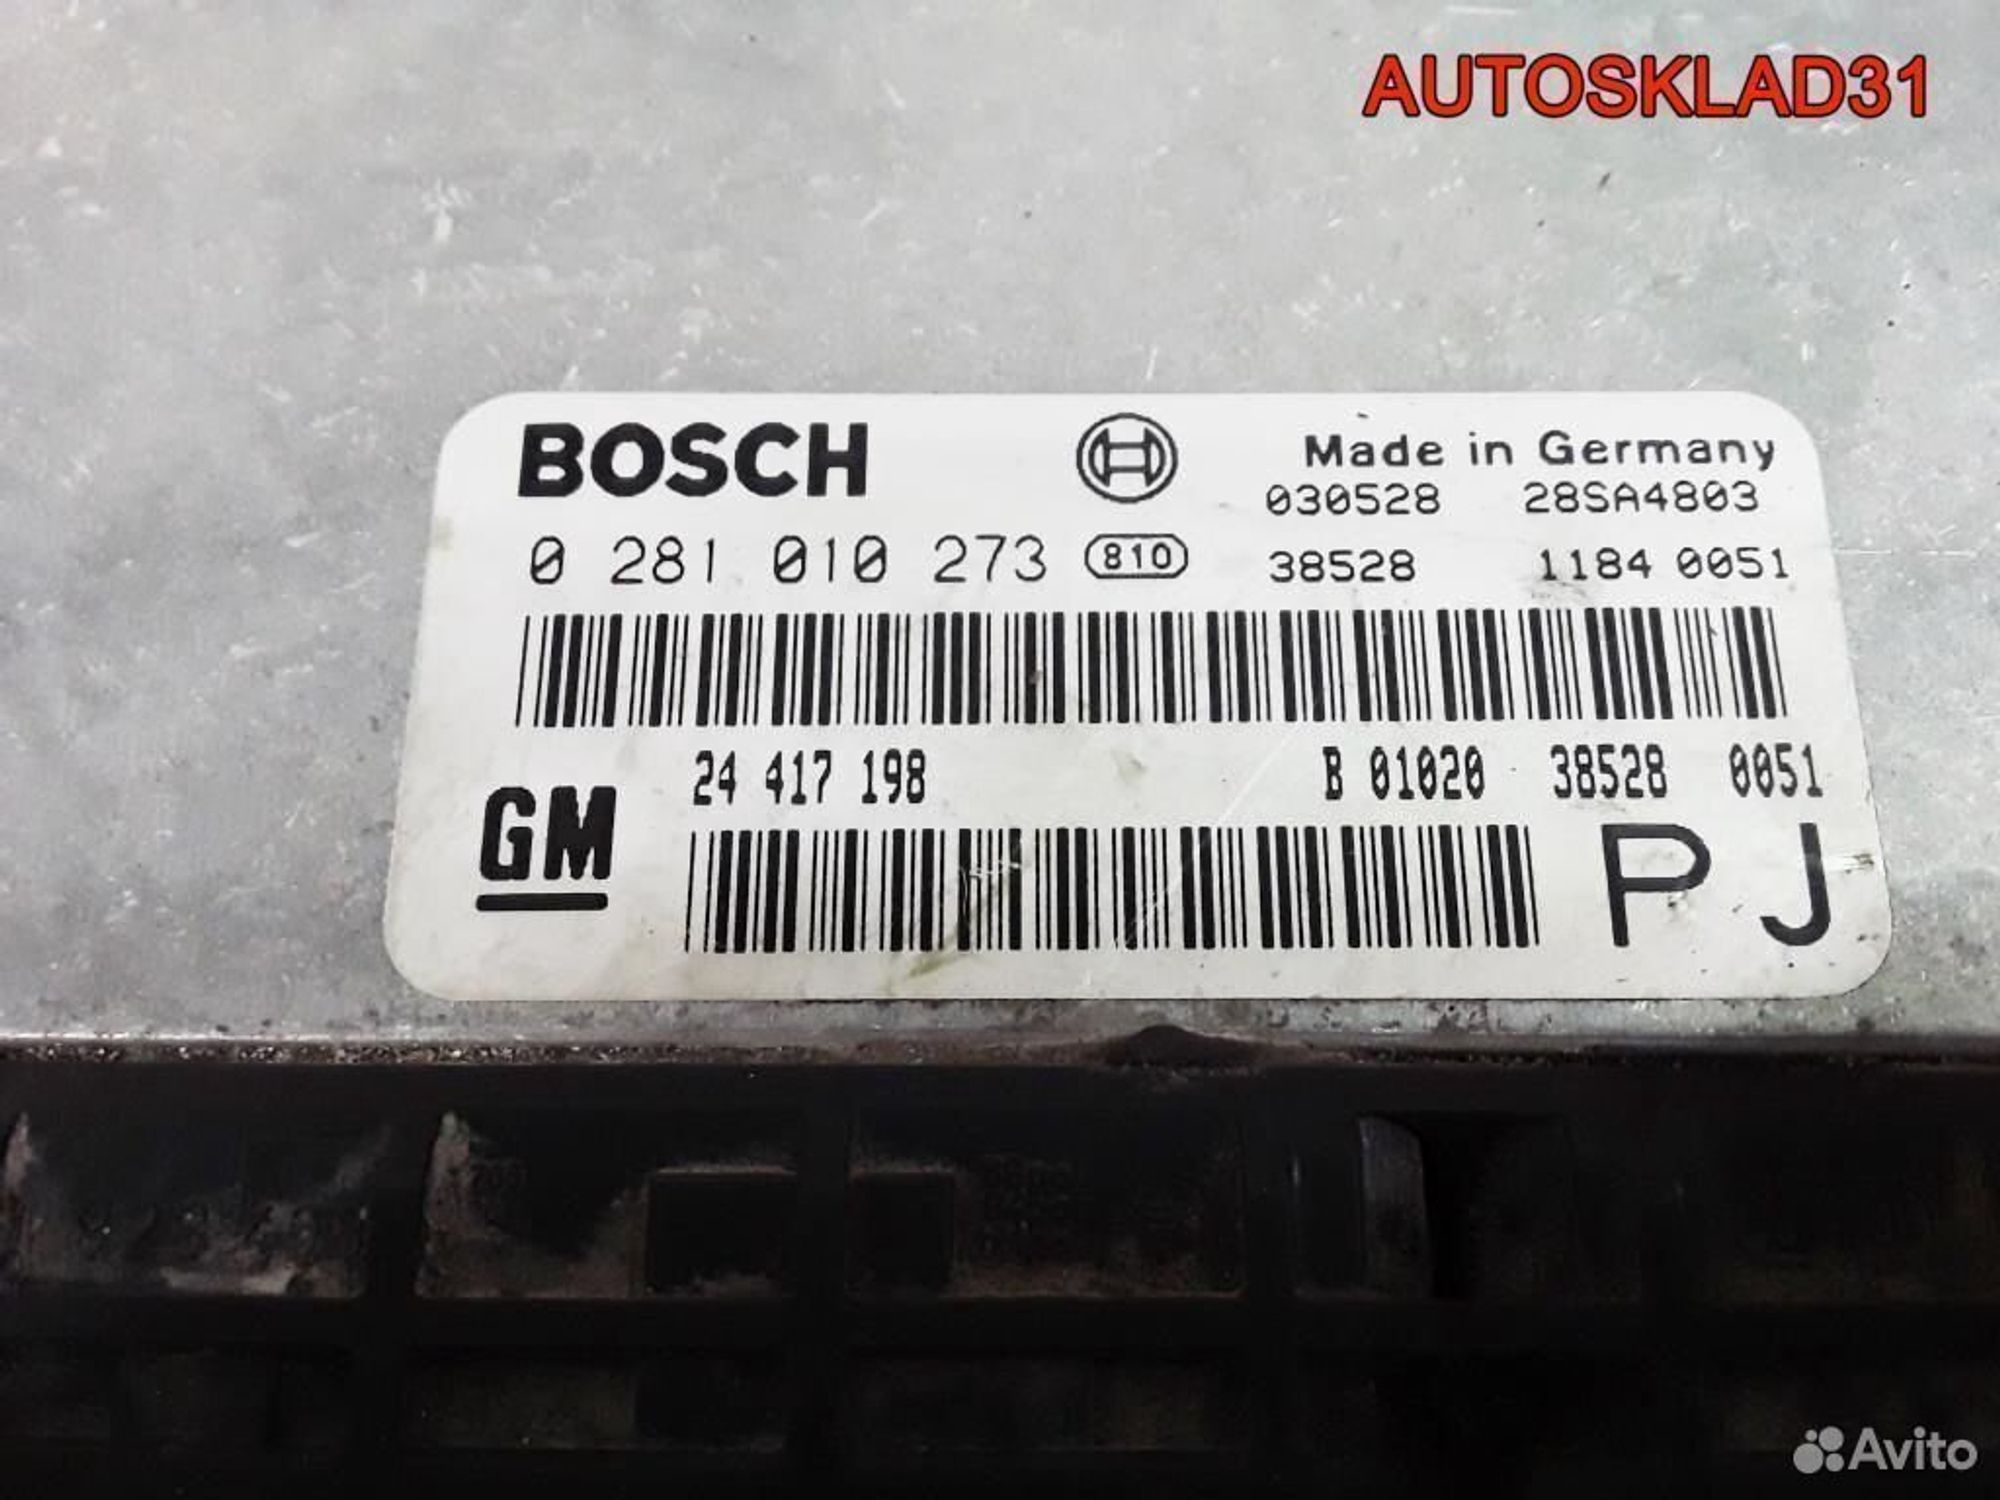 AUTOSKLAD31
BOSCH Made in Germany
030528 28SA4803
0 281 010 273 810 38528 1184 0051
24 417 198 B 01020 38528 0051
GM
P J
Avito